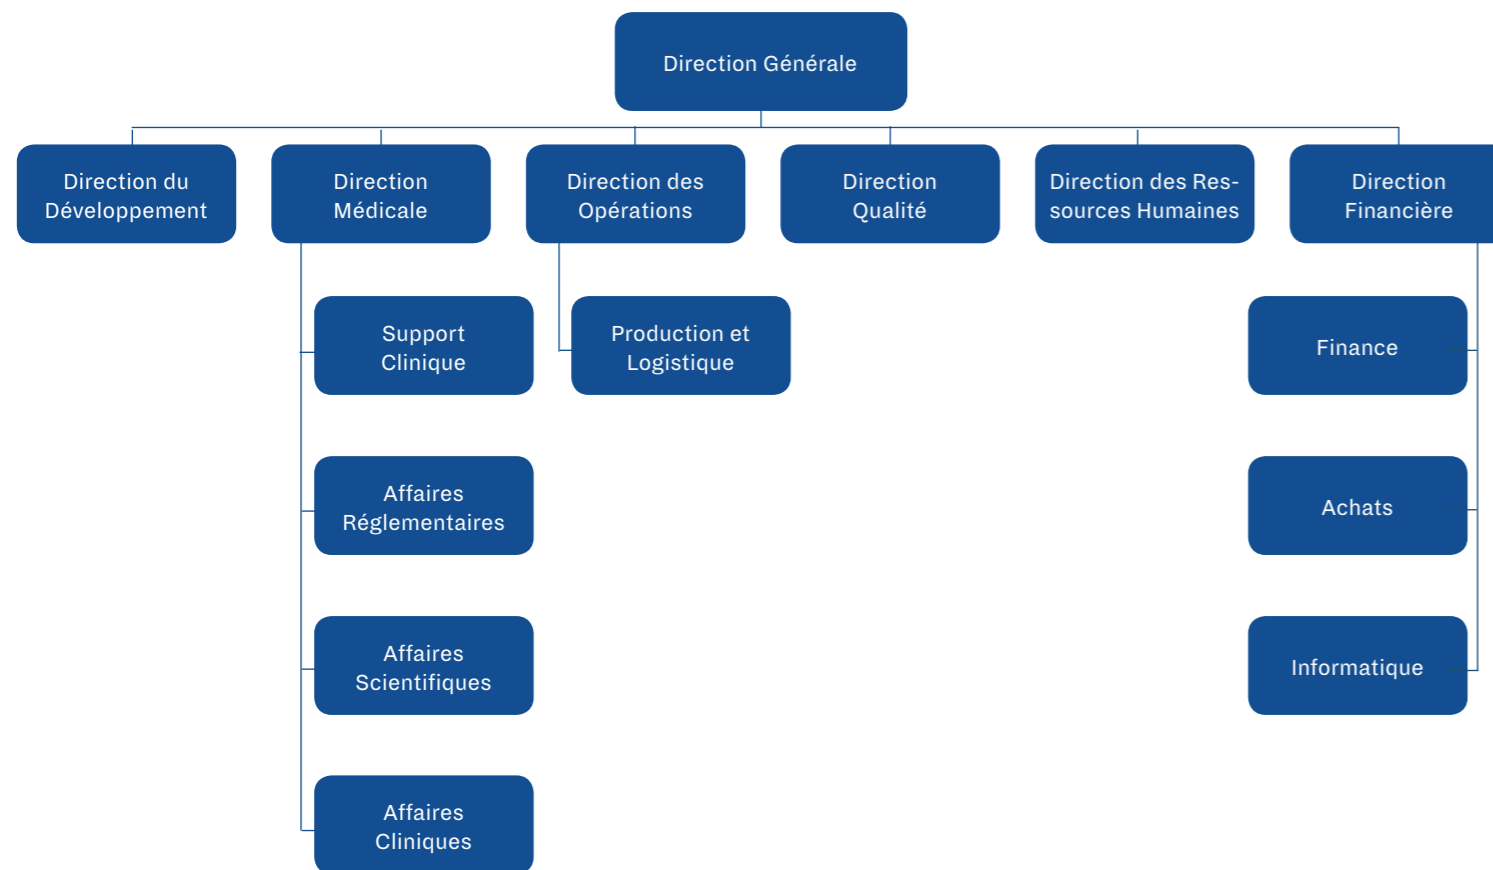 Direction Générale
Direction du
Développement
Direction
Médicale
Direction des
Opérations
Direction
Qualité
Direction des Res-
sources Humaines
Direction
Financière
Support
Clinique
Production et
Logistique
Finance
Affaires
Réglementaires
Achats
Affaires
Scientifiques
Informatique
Affaires
Cliniques